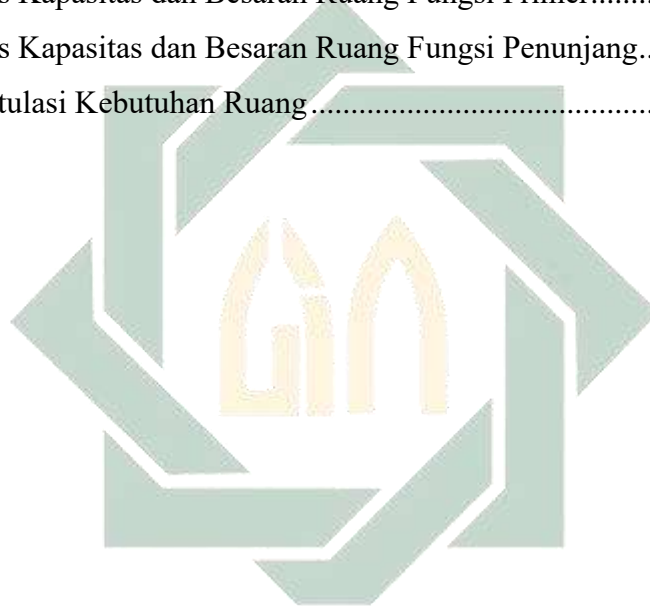 s Kapasitas dan Besaran Ruang Fungsi Primer.......
s Kapasitas dan Besaran Ruang Fungsi Penunjang..
tulasi Kebutuhan Ruang.......................................